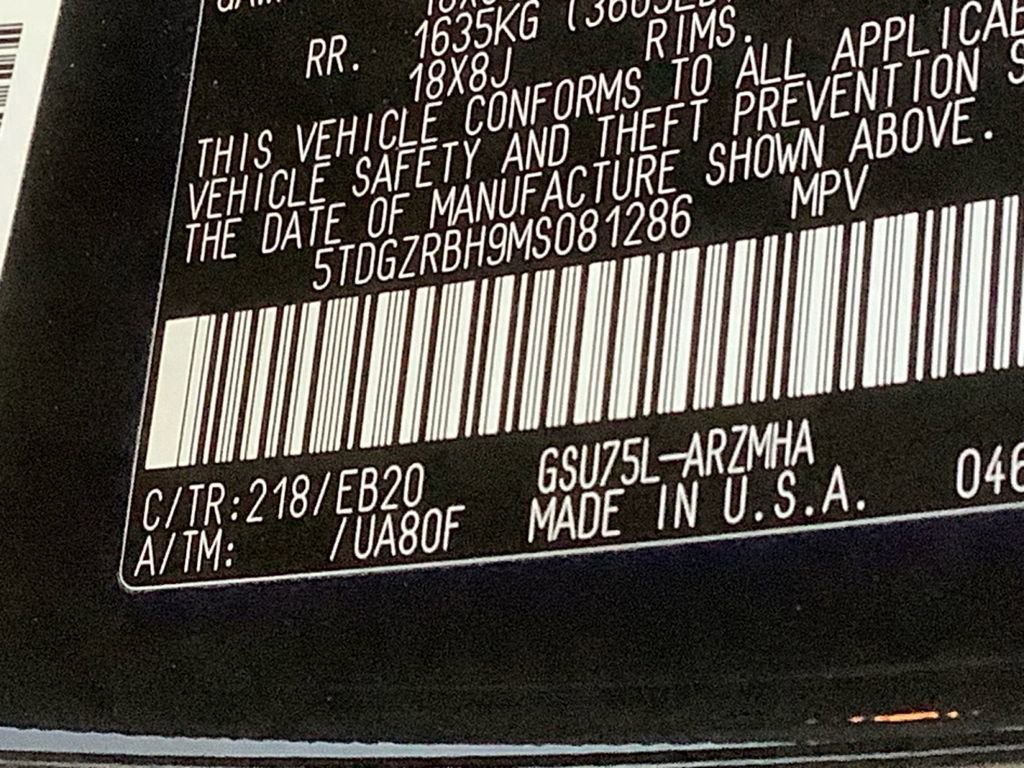 RR. 1635KG
18X8J RIMS.
THIS VEHICLE CONFORMS TO ALL
VEHICLE SAFETY AND THEFT PREVENTION
THE DATE OF MANUFACTURE SHOWN ABOVE.
5TDGZRBH9MS081286 MPV
C/TR:218/EB20 GSU75L-ARZMHA
A/TM: /UA80F MADE IN U.S.A. 046